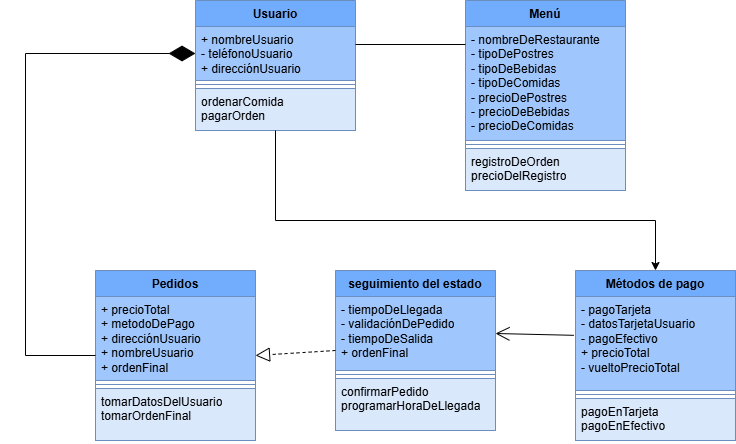 Usuario
+ nombreUsuario
- teléfonoUsuario
+ direcciónUsuario
ordenarComida
pagarOrden
Menú
- nombreDeRestaurante
- tipoDePostres
- tipoDeBebidas
- tipoDeComidas
- precioDePostres
- precioDeBebidas
- precioDeComidas
registroDeOrden
precioDelRegistro
Pedidos
+ precioTotal
+ metodoDePago
+ direcciónUsuario
+ nombreUsuario
+ ordenFinal
tomarDatosDelUsuario
tomarOrdenFinal
seguimiento del estado
- tiempoDeLlegada
- validaciónDePedido
- tiempoDeSalida
+ ordenFinal
confirmarPedido
programarHoraDeLlegada
Métodos de pago
- pagoTarjeta
- datosTarjetaUsuario
- pagoEfectivo
+ precioTotal
- vueltoPrecioTotal
pagoEnTarjeta
pagoEnEfectivo